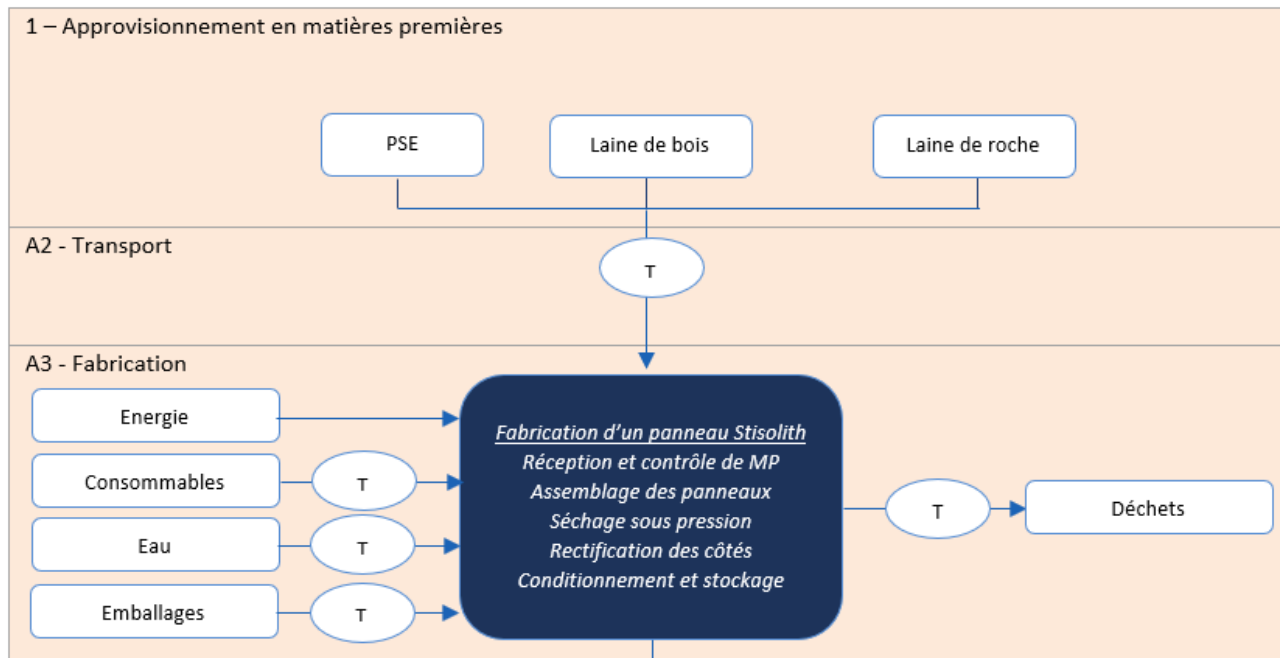 1 – Approvisionnement en matières premières
PSE
Laine de bois
Laine de roche
A2 - Transport
T
A3 - Fabrication
Energie
Consommables
T
Eau
T
Emballages
T
Fabrication d'un panneau Stisolith
Réception et contrôle de MP
Assemblage des panneaux
Séchage sous pression
Rectification des côtés
Conditionnement et stockage
T
Déchets